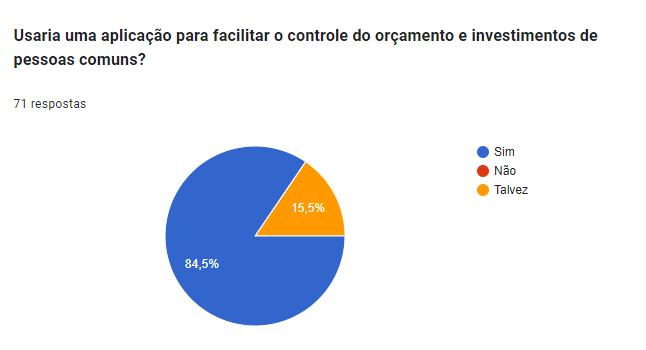 Usaria uma aplicação para facilitar o controle do orçamento e investimentos de
pessoas comuns?
71 respostas
Sim
Não
Talvez
15,5%
84,5%